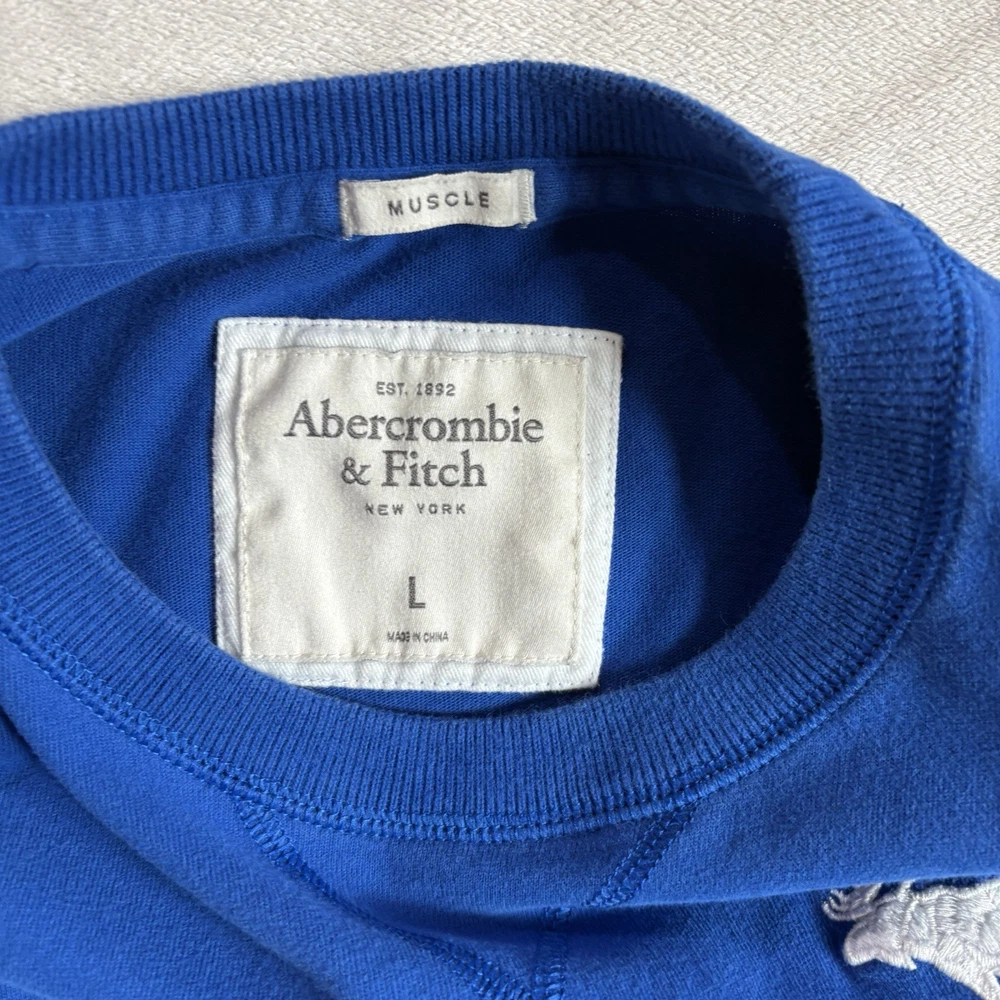 MUSCLE
EST. 1892
Abercrombie
& Fitch
NEW YORK
L
MADE IN CHINA